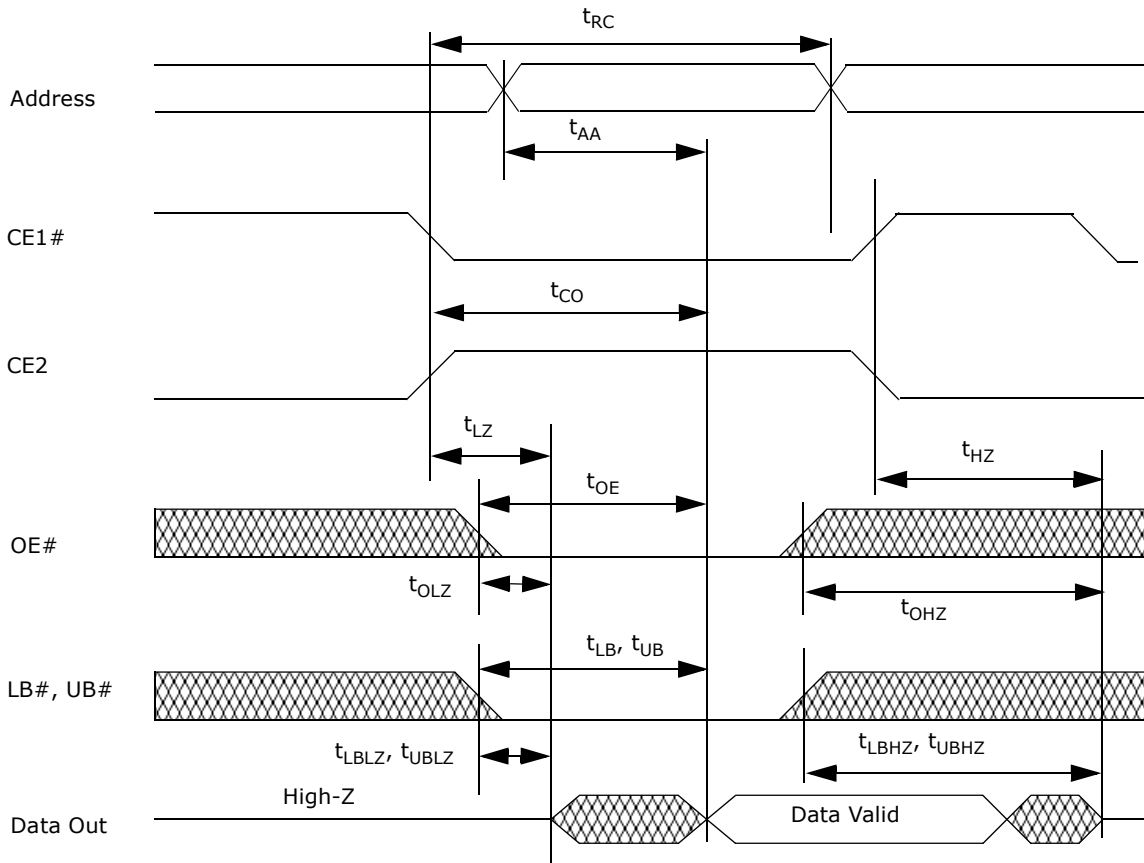 tRC
Address
tAA
CE1#
tCO
CE2
tLZ
tHZ
tOE
OE#
tOLZ
tOHZ
tLB, tUB
LB#, UB#
tLBLZ, tUBLZ
tLBHZ, tUBHZ
High-Z
Data Valid
Data Out